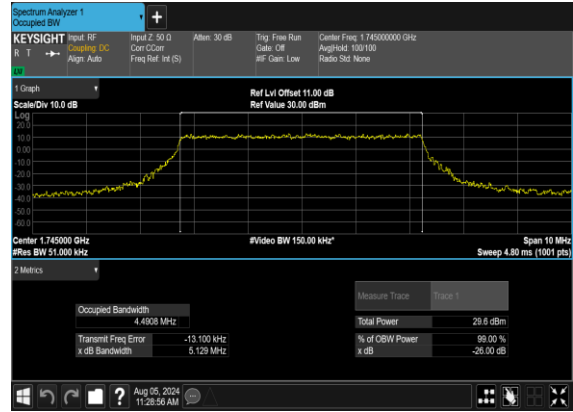 Spectrum Analyzer 1
Occupied BW
+
KEYSIGHT Input: RF Input Z: 50 Ω Atten: 30 dB Trig: Free Run Center Freq: 1.745000000 GHz
R T Coupling: DC Corr CCorr Gate: Off Avg|Hold: 100/100
Align: Auto Freq Ref: Int (S) #IF Gain: Low Radio Std: None
LXI
1 Graph
Ref Lvl Offset 11.00 dB
Scale/Div 10.0 dB Ref Value 30.00 dBm
Log
20.0
10.0
0.00
-10.0
-20.0
-30.0
-40.0
-50.0
-60.0
Center 1.745000 GHz #Video BW 150.00 kHz* Span 10 MHz
#Res BW 51.000 kHz Sweep 4.80 ms (1001 pts)
2 Metrics
Measure Trace Trace 1
Occupied Bandwidth
4.4908 MHz Total Power 29.6 dBm
Transmit Freq Error -13.100 kHz % of OBW Power 99.00 %
x dB Bandwidth 5.129 MHz x dB -26.00 dB
? Aug 05, 2024
11:28:56 AM